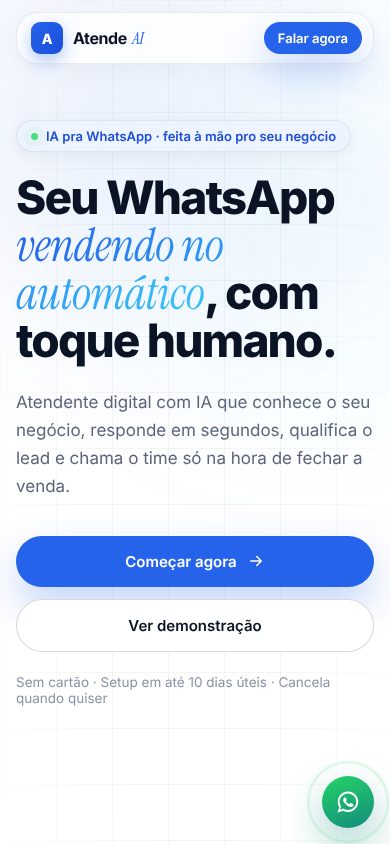 A
Atende AI
Falar agora
IA pra WhatsApp · feita à mão pro seu negócio
Seu WhatsApp
vendendo no
automático, com
toque humano.
Atendente digital com IA que conhece o seu
negócio, responde em segundos, qualifica o
lead e chama o time só na hora de fechar a
venda.
Começar agora →
Ver demonstração
Sem cartão · Setup em até 10 dias úteis · Cancela
quando quiser